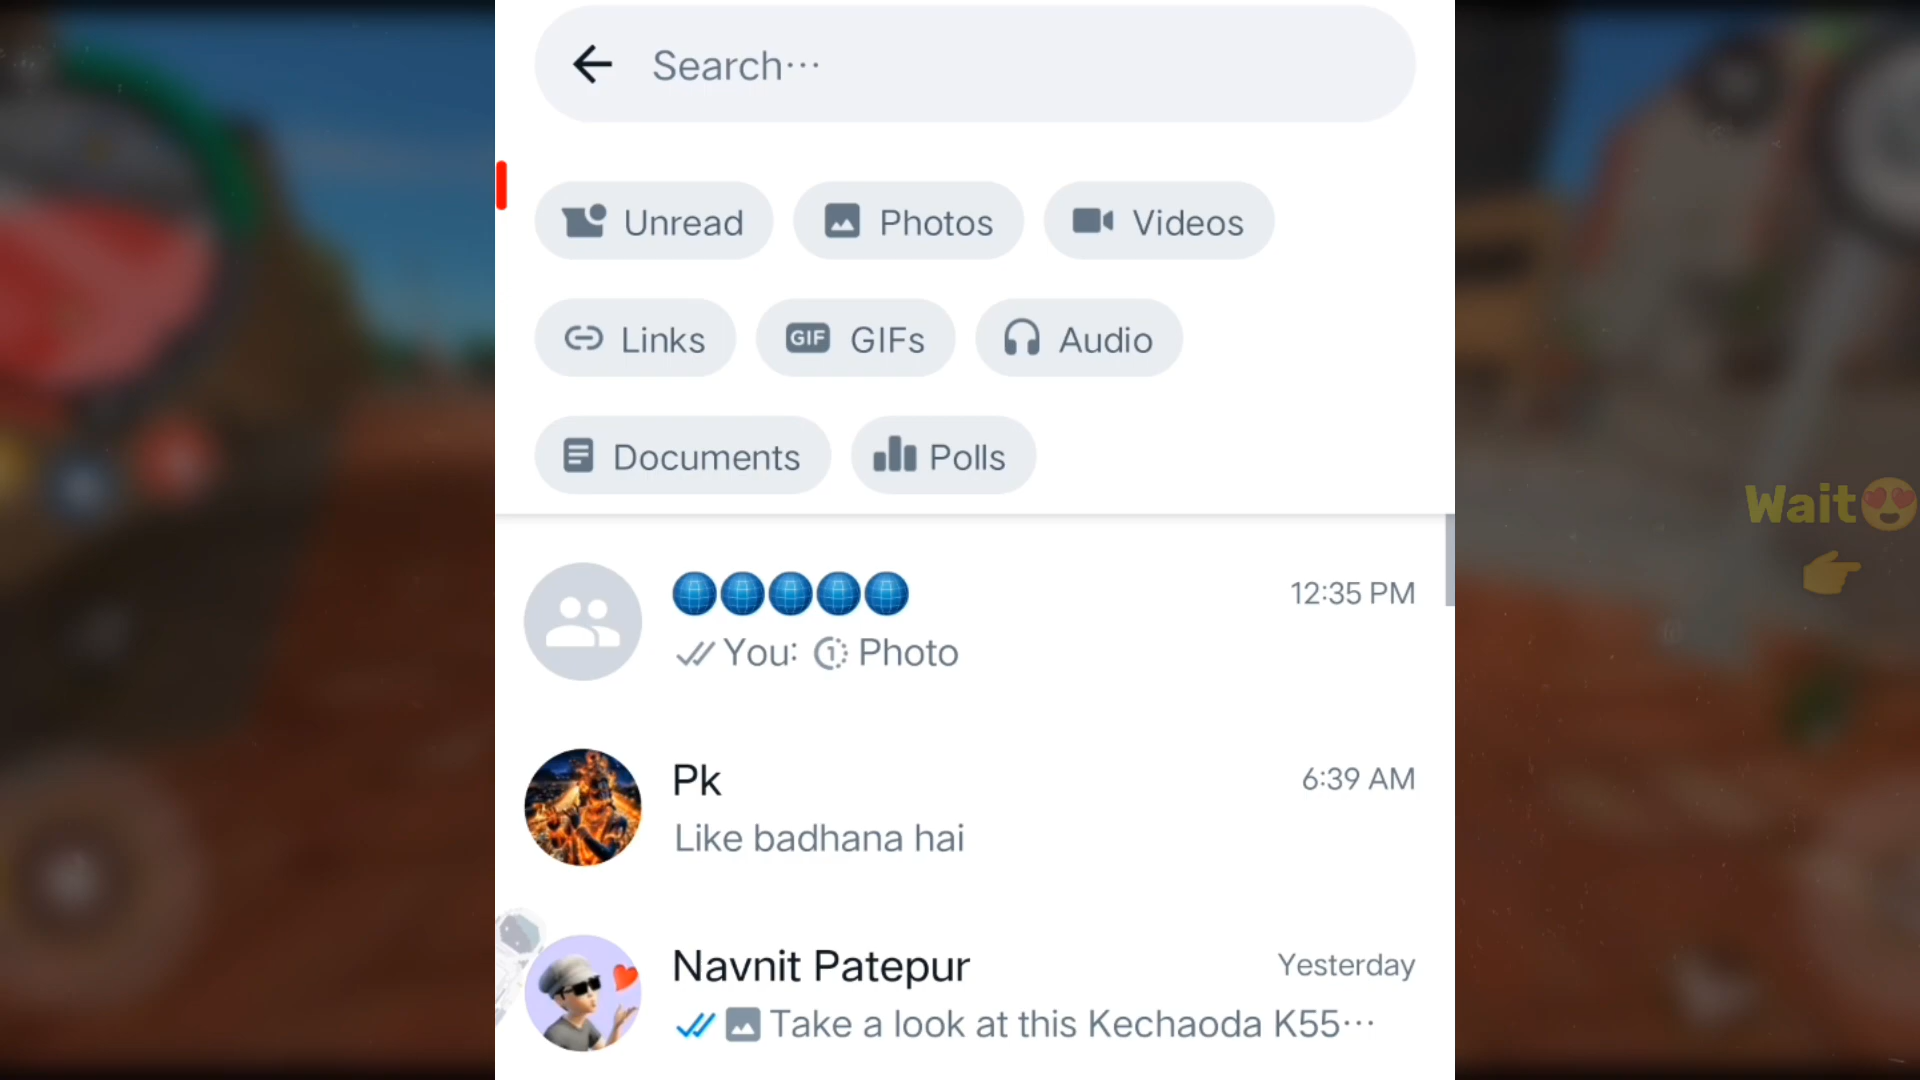 Search···
Unread
Photos
Videos
Links
GIF GIFs
Audio
Documents
Polls
🌐🌐🌐🌐🌐 12:35 PM
You: 1 Photo
Pk 6:39 AM
Like badhana hai
Navnit Patepur Yesterday
Take a look at this Kechaoda K55···
Wait😍
👉